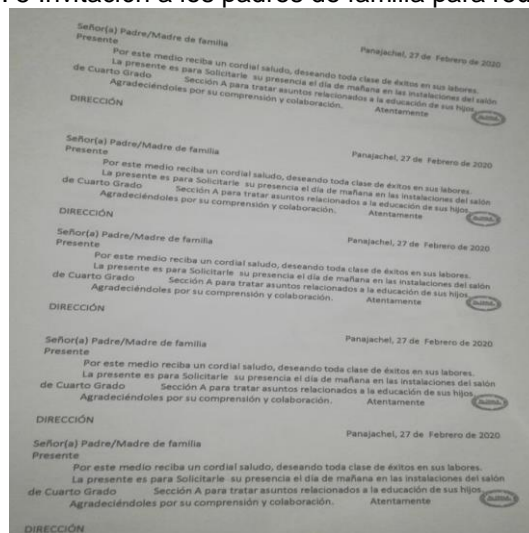 Invitación a los padres de familia para
Señor(a) Padre/Madre de familia
Panajachel, 27 de Febrero de 2020
Presente
Por este medio reciba un cordial saludo, deseando toda clase de éxitos en sus labores.
La presente es para Solicitarle su presencia el día de mañana en las instalaciones del salón
de Cuarto Grado Sección A para tratar asuntos relacionados a la educación de sus hijos
Agradeciéndoles por su comprensión y colaboración. Atentamente
DIRECCIÓN
Señor(a) Padre/Madre de familia
Panajachel, 27 de Febrero de 2020
Presente
Por este medio reciba un cordial saludo, deseando toda clase de éxitos en sus labores.
La presente es para Solicitarle su presencia el día de mañana en las instalaciones del salón
de Cuarto Grado Sección A para tratar asuntos relacionados a la educación de sus hijos
Agradeciéndoles por su comprensión y colaboración. Atentamente
DIRECCIÓN
Señor(a) Padre/Madre de familia
Panajachel, 27 de Febrero de 2020
Presente
Por este medio reciba un cordial saludo, deseando toda clase de éxitos en sus labores.
La presente es para Solicitarle su presencia el día de mañana en las instalaciones del salón
de Cuarto Grado Sección A para tratar asuntos relacionados a la educación de sus hijos
Agradeciéndoles por su comprensión y colaboración. Atentamente
DIRECCIÓN
Señor(a) Padre/Madre de familia
Panajachel, 27 de Febrero de 2020
Presente
Por este medio reciba un cordial saludo, deseando toda clase de éxitos en sus labores.
La presente es para Solicitarle su presencia el día de mañana en las instalaciones del salón
de Cuarto Grado Sección A para tratar asuntos relacionados a la educación de sus hijos
Agradeciéndoles por su comprensión y colaboración. Atentamente
DIRECCIÓN
Señor(a) Padre/Madre de familia
Panajachel, 27 de Febrero de 2020
Presente
Por este medio reciba un cordial saludo, deseando toda clase de éxitos en sus labores.
La presente es para Solicitarle su presencia el día de mañana en las instalaciones del salón
de Cuarto Grado Sección A para tratar asuntos relacionados a la educación de sus hijos
Agradeciéndoles por su comprensión y colaboración. Atentamente
DIRECCIÓN